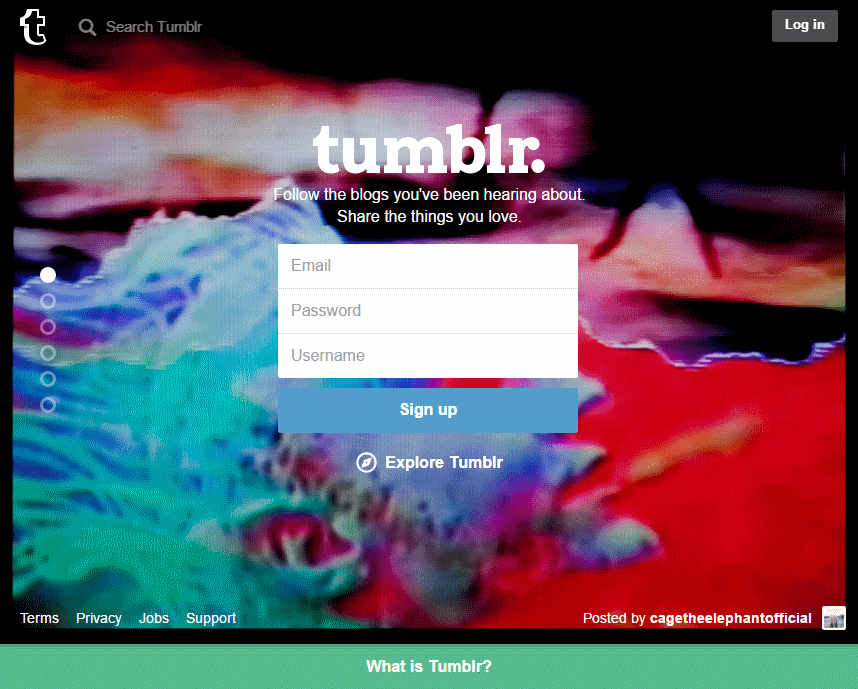 t
Search Tumblr
Log in
tumblr.
Follow the blogs you've been hearing about.
Share the things you love.
Email
Password
Username
Sign up
Explore Tumblr
Terms Privacy Jobs Support
Posted by cagetheelephantofficial
What is Tumblr?